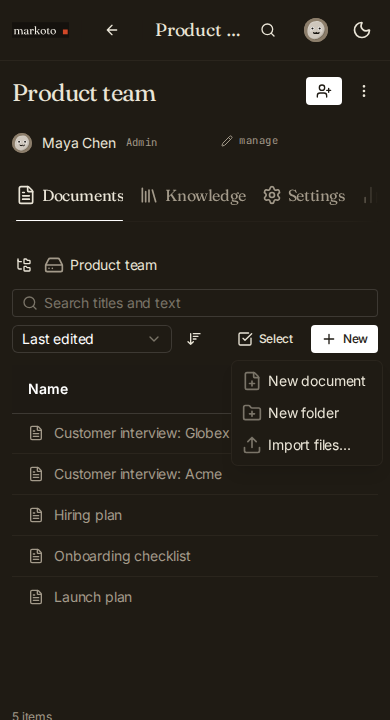 markoto
Product ...
Product team
Maya Chen Admin
manage
Documents Knowledge Settings
Product team
Search titles and text
Last edited
Select
New
New document
New folder
Import files...
Name
Customer interview: Globex
Customer interview: Acme
Hiring plan
Onboarding checklist
Launch plan
5 items